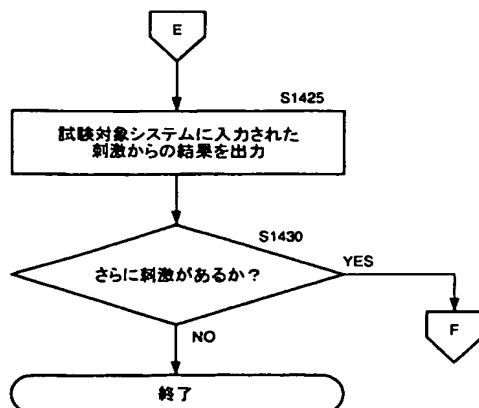 E
S1425
試験対象システムに入力された
刺激からの結果を出力
S1430
さらに刺激があるか？
YES
F
NO
終了